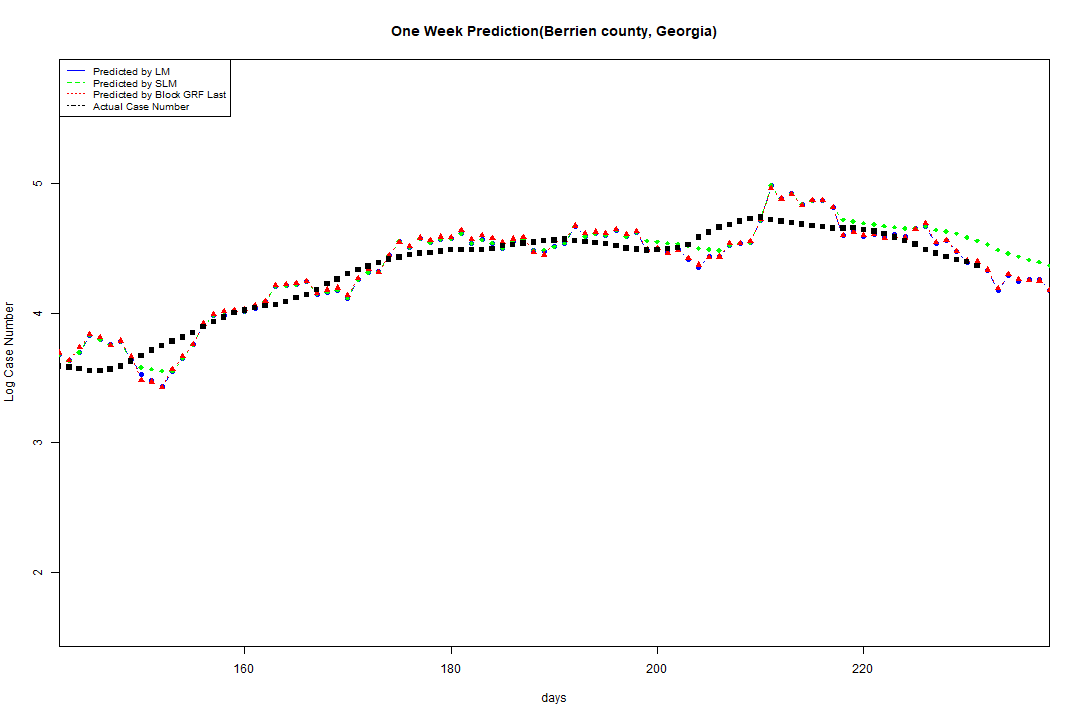 One Week Prediction(Berrien county, Georgia)
Predicted by LM
Predicted by SLM
Predicted by Block GRF Last
Actual Case Number
5
4
3
2
Log Case Number
160 180 200 220
days